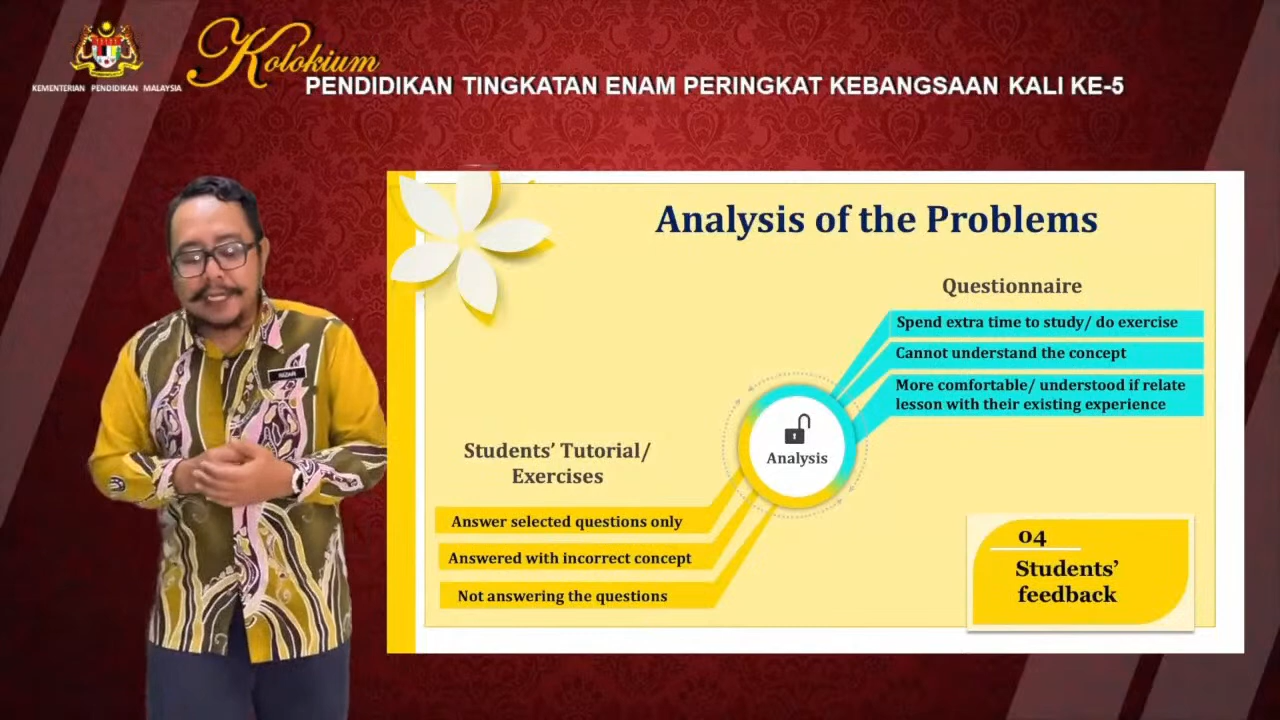 Kolokium
KEMENTERIAN PENDIDIKAN MALAYSIA
PENDIDIKAN TINGKATAN ENAM PERINGKAT KEBANGSAAN KALI KE-5
Analysis of the Problems
Questionnaire
Spend extra time to study/ do exercise
Cannot understand the concept
More comfortable/ understood if relate
lesson with their existing experience
Analysis
Students’ Tutorial/
Exercises
Answer selected questions only
Answered with incorrect concept
Not answering the questions
04
Students’
feedback